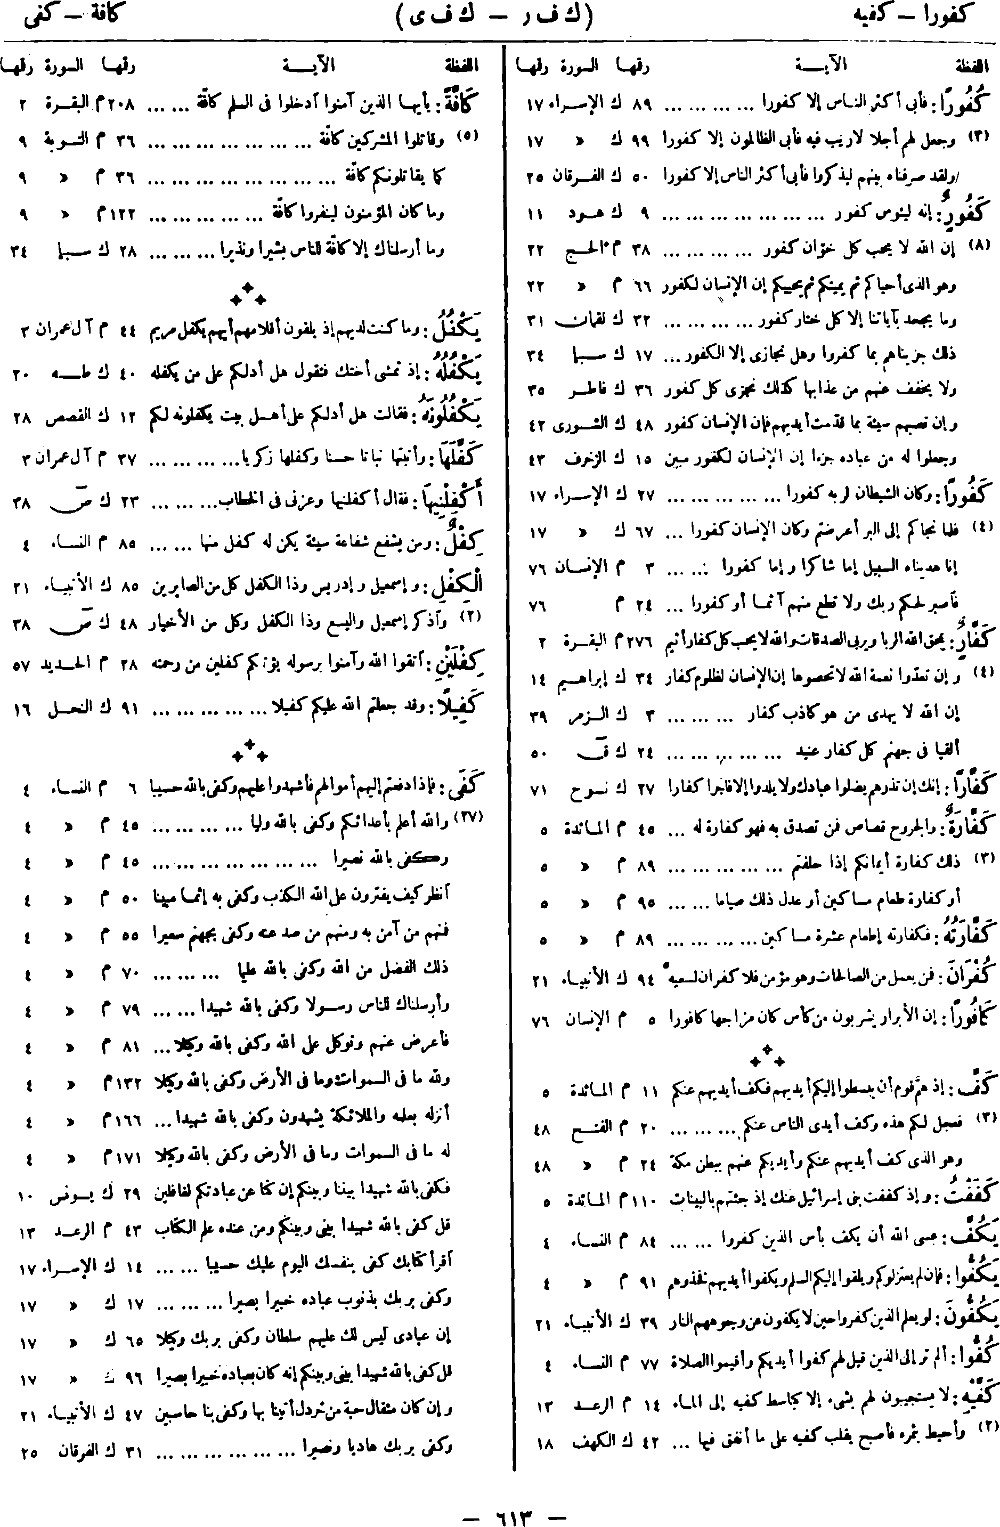 كفورا – كفيه
(ك ف ر – ك ف ى)
كافة – كفى
اللفظة الآيــة رقمها السورة رقمها
كَفُورًا: فأبى أكثر الناس إلا كفورا ... ... ... ٨٩ ك الإسراء ١٧
(٣) وجعل لهم أجلا لا ريب فيه فأبى الظالمون إلا كفورا ٩٩ ك » ١٧
ولقد صرفناه بينهم ليذكروا فأبى أكثر الناس إلا كفورا ٥٠ ك الفرقان ٢٥
كَفُورٌ: إنه ليئوس كفور ... ... ... ... ... ... ٩ ك هود ١١
(٨) إن الله لا يحب كل خوّان كفور ... ... ... ٣٨ م الحج ٢٢
وهو الذى أحياكم ثم يميتكم ثم يحييكم إن الإنسان لكفور ٦٦ م » ٢٢
وما يجحد بآياتنا إلا كل ختار كفور ... ... ... ٣٢ ك لقمان ٣١
ذلك جزيناهم بما كفروا وهل نجازى إلا الكفور ... ١٧ ك سبإ ٣٤
ولا يخفف عنهم من عذابها كذلك نجزى كل كفور ٣٦ ك فاطر ٣٥
وإن تصبهم سيئة بما قدمت أيديهم فإن الإنسان كفور ٤٨ ك الشورى ٤٢
وجعلوا له من عباده جزءا إن الإنسان لكفور مبين ١٥ ك الزخرف ٤٣
كَفُورًا: وكان الشيطان لربه كفورا ... ... ... ... ٢٧ ك الإسراء ١٧
(٤) فلما نجاكم إلى البر أعرضتم وكان الإنسان كفورا ... ٦٧ ك » ١٧
إنا هديناه السبيل إما شاكرا وإما كفورا ... ... ٣ م الإنسان ٧٦
فاصبر لحكم ربك ولا تطع منهم آثما أو كفورا ... ٢٤ م ٧٦
كَفَّارٍ: يمحق الله الربا ويربى الصدقات والله لا يحب كل كفار أثيم ٢٧٦ م البقرة ٢
(٤) وإن تعدّوا نعمة الله لا تحصوها إن الإنسان لظلوم كفار ٣٤ ك إبراهيم ١٤
إن الله لا يهدى من هو كاذب كفار ... ... ... ٣ ك الزمر ٣٩
ألقيا فى جهنم كل كفار عنيد ... ... ... ... ٢٤ ك قٓ ٥٠
كَفَّارًا: إنك إن تذرهم يضلوا عبادك ولا يلدوا إلا فاجرا كفارا ٢٧ ك نوح ٧١
كَفَّارَةٌ: والجروح قصاص فمن تصدق به فهو كفارة له ... ٤٥ م المائدة ٥
(٣) ذلك كفارة أيمانكم إذا حلفتم ... ... ... ... ٨٩ م » ٥
أو كفارة طعام مساكين أو عدل ذلك صياما ... ... ٩٥ م » ٥
كَفَّارَتُهُ: فكفارته إطعام عشرة مساكين ... ... ... ... ٨٩ م » ٥
كُفْرَانَ: فمن يعمل من الصالحات وهو مؤمن فلا كفران لسعيه ٩٤ ك الأنبياء ٢١
كَافُورًا: إن الأبرار يشربون من كأس كان مزاجها كافورا ٥ م الإنسان ٧٦
كَفَّ: إذ همّ قوم أن يبسطوا إليكم أيديهم فكف أيديهم عنكم ١١ م المائدة ٥
(٣) فعجل لكم هذه وكف أيدى الناس عنكم ... ... ... ٢٠ م الفتح ٤٨
وهو الذى كف أيديهم عنكم وأيديكم عنهم ببطن مكة ٢٤ م » ٤٨
كَفَفْتُ: وإذ كففت بنى إسرائيل عنك إذ جئتهم بالبينات ١١٠ م المائدة ٥
يَكُفَّ: عسى الله أن يكف بأس الذين كفروا ... ... ٨٤ م النساء ٤
يَكُفُّوا: فإن لم يعتزلوكم ويلقوا إليكم السلم ويكفوا أيديهم فخذوهم ٩١ م » ٤
يَكُفُّونَ: لو يعلم الذين كفروا حين لا يكفون عن وجوههم النار ٣٩ ك الأنبياء ٢١
كُفُّوا: ألم تر إلى الذين قيل لهم كفوا أيديكم وأقيموا الصلاة ٧٧ م النساء ٤
كَفَّيْهِ: لا يستجيبون لهم بشىء إلا كباسط كفيه إلى الماء ١٤ م الرعد ١٣
(٢) وأحيط بثمره فأصبح يقلب كفيه على ما أنفق فيها ... ٤٢ ك الكهف ١٨
اللفظة الآيــة رقمها السورة رقمها
كَافَّةً: يأيها الذين آمنوا ادخلوا فى السلم كافّة ... ... ٢٠٨ م البقرة ٢
(٥) وقاتلوا المشركين كافّة ... ... ... ... ... ... ٣٦ م التوبة ٩
كما يقاتلونكم كافّة ... ... ... ... ... ... ... ٣٦ م » ٩
وما كان المؤمنون لينفروا كافّة ... ... ... ... ... ١٢٢ م » ٩
وما أرسلناك إلا كافّة للناس بشيرا ونذيرا ... ... ... ٢٨ ك سبإ ٣٤
يَكْفُلُ: وما كنت لديهم إذ يلقون أقلامهم أيهم يكفل مريم ٤٤ م آل عمران ٣
يَكْفُلُهُ: إذ تمشى أختك فتقول هل أدلكم على من يكفله ٤٠ ك طــه ٢٠
يَكْفُلُونَهُ: فقالت هل أدلكم على أهل بيت يكفلونه لكم ١٢ ك القصص ٢٨
كَفَّلَهَا: وأنبتها نباتا حسنا وكفلها زكريا ... ... ... ... ٣٧ م آل عمران ٣
أَكْفِلْنِيهَا: فقال أكفلنيها وعزنى فى الخطاب ... ... ... ٢٣ ك صٓ ٣٨
كِفْلٌ: ومن يشفع شفاعة سيئة يكن له كفل منها ... ... ٨٥ م النساء ٤
الْكِفْلِ: وإسمعيل وإدريس وذا الكفل كل من الصابرين ٨٥ ك الأنبياء ٢١
(٢) واذكر إسمعيل واليسع وذا الكفل وكل من الأخيار ٤٨ ك صٓ ٣٨
كِفْلَيْنِ: اتقوا الله وآمنوا برسوله يؤتكم كفلين من رحمته ٢٨ م الحديد ٥٧
كَفِيلًا: وقد جعلتم الله عليكم كفيلا ... ... ... ... ... ٩١ ك النحل ١٦
كَفَى: فإذا دفعتم إليهم أموالهم فأشهدوا عليهم وكفى بالله حسيبا ٦ م النساء ٤
(٢٧) والله أعلم بأعدائكم وكفى بالله وليا ... ... ... ... ٤٥ م » ٤
وكفى بالله نصيرا ... ... ... ... ... ... ... ٤٥ م » ٤
انظر كيف يفترون على الله الكذب وكفى به إثما مبينا ٥٠ م » ٤
فمنهم من آمن به ومنهم من صد عنه وكفى بجهنم سعيرا ٥٥ م » ٤
ذلك الفضل من الله وكفى بالله عليما ... ... ... ٧٠ م » ٤
وأرسلناك للناس رسولا وكفى بالله شهيدا ... ... ٧٩ م » ٤
فأعرض عنهم وتوكل على الله وكفى بالله وكيلا ... ٨١ م » ٤
ولله ما فى السموات وما فى الأرض وكفى بالله وكيلا ١٣٢ م » ٤
أنزله بعلمه والملائكة يشهدون وكفى بالله شهيدا ... ١٦٦ م » ٤
له ما فى السموات وما فى الأرض وكفى بالله وكيلا ١٧١ م » ٤
فكفى بالله شهيدا بيننا وبينكم إن كنا عن عبادتكم لغافلين ٢٩ ك يونس ١٠
قل كفى بالله شهيدا بينى وبينكم ومن عنده علم الكتاب ٤٣ م الرعد ١٣
اقرأ كتابك كفى بنفسك اليوم عليك حسيبا ... ... ١٤ ك الإسراء ١٧
وكفى بربك بذنوب عباده خبيرا بصيرا ... ... ... ١٧ ك » ١٧
إن عبادى ليس لك عليهم سلطان وكفى بربك وكيلا ٦٥ ك » ١٧
قل كفى بالله شهيدا بينى وبينكم إنه كان بعباده خبيرا بصيرا ٩٦ ك » ١٧
وإن كان مثقال حبة من خردل أتينا بها وكفى بنا حاسبين ٤٧ ك الأنبياء ٢١
وكفى بربك هاديا ونصيرا ... ... ... ... ... ... ٣١ ك الفرقان ٢٥
– ٦١٣ –